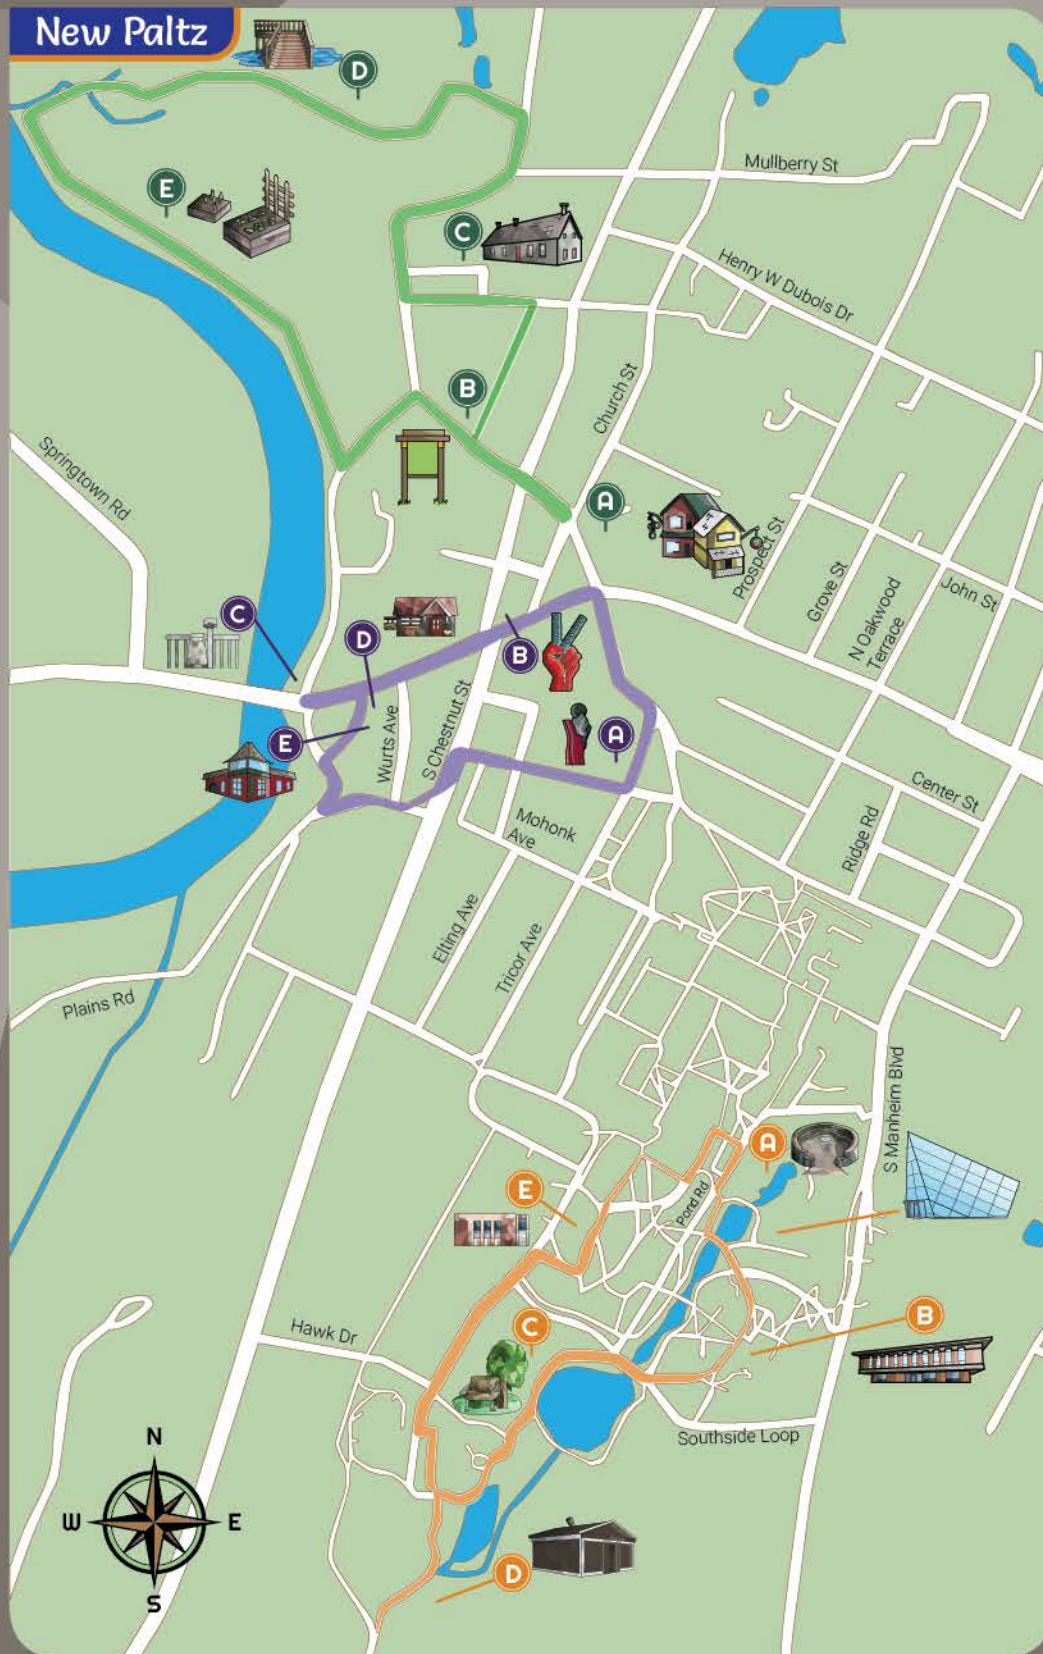 New Paltz
D
E
C
B
A
Mullberry St
Henry W Dubois Dr
Church St
Springtown Rd
Prospect St
Grove St
N Oakwood
Terrace
John St
C
D
B
E
A
Wurts Ave
S Chestnut St
Mohonk
Ave
Center St
Ridge Rd
Elting Ave
Tricor Ave
Plains Rd
S Manheim Blvd
A
E
Pond Rd
B
C
Hawk Dr
Southside Loop
D
N
W
E
S